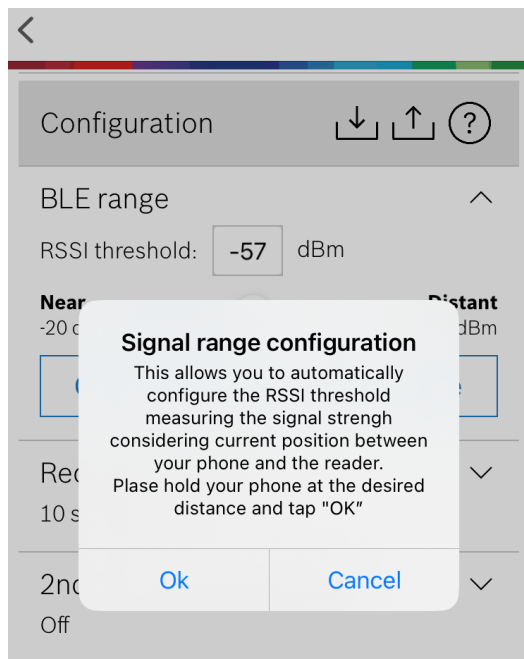 Configuration
?
BLE range
RSSI threshold: -57 dBm
Near Distant
-20 dBm
Signal range configuration
This allows you to automatically
configure the RSSI threshold
measuring the signal strengh
considering current position between
your phone and the reader.
Plase hold your phone at the desired
distance and tap "OK”
10 s
Ok Cancel
2nd
Off